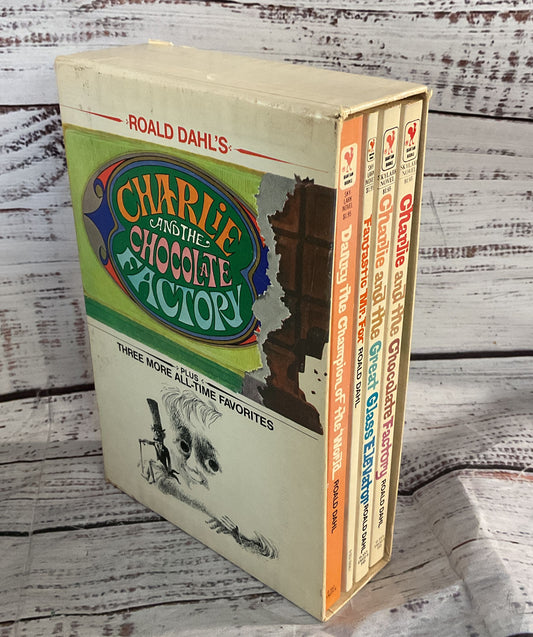 ROALD DAHL'S
CHARLIE
AND THE
CHOCOLATE
FACTORY
PLUS
THREE MORE ALL-TIME FAVORITES
Danny The Champion of the World ROALD DAHL
Fantastic Mr. Fox ROALD DAHL
Charlie and the Great Glass Elevator ROALD DAHL
Charlie and the Chocolate Factory ROALD DAHL